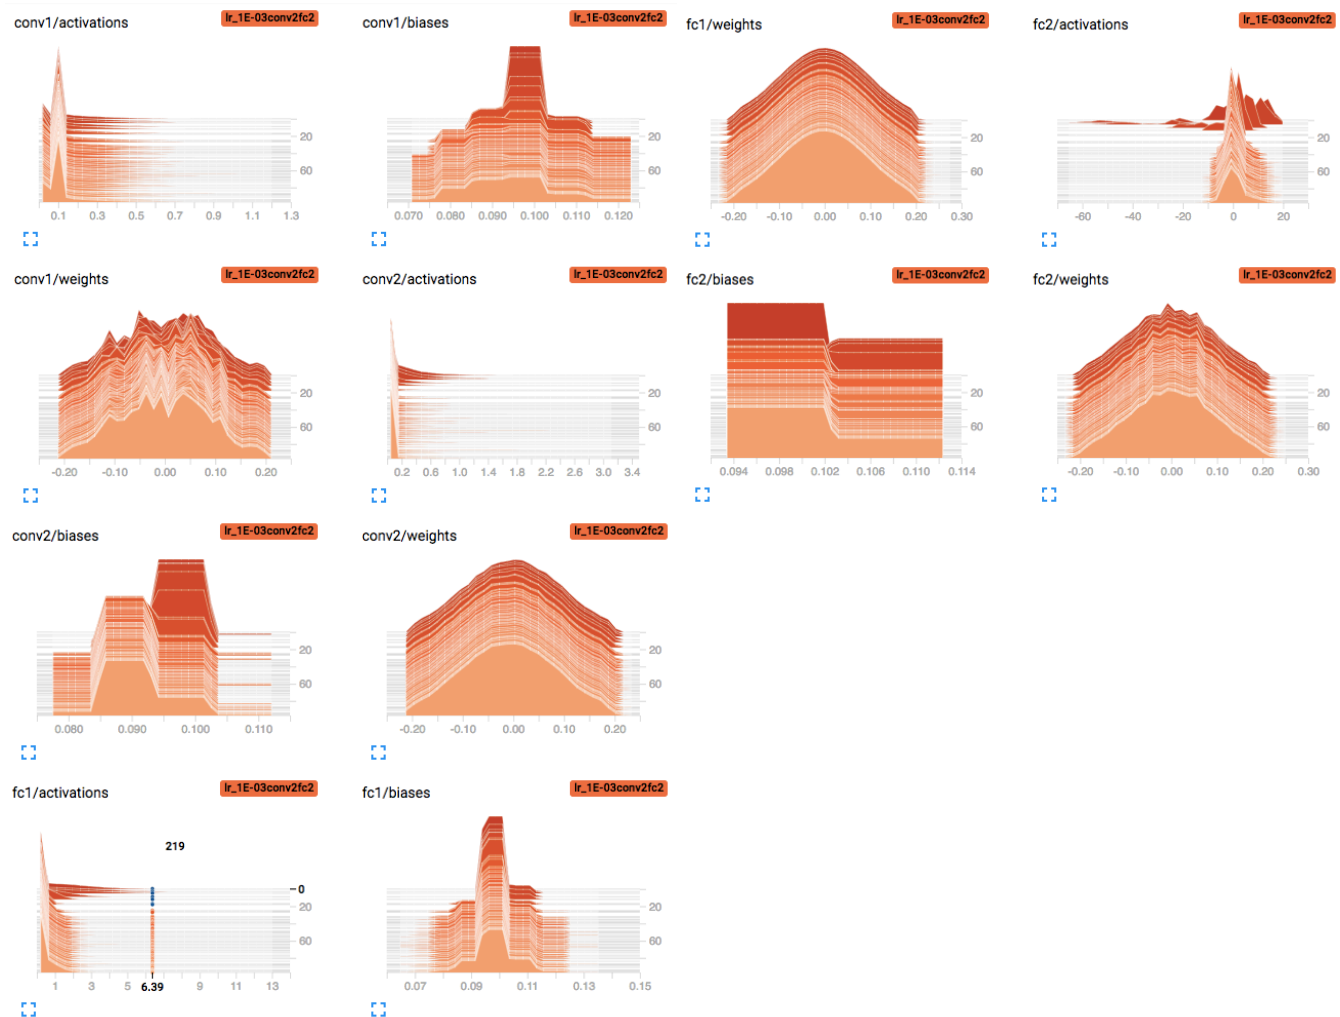 conv1/activations lr_1E-03conv2fc2
20
60
0.1 0.3 0.5 0.7 0.9 1.1 1.3
conv1/biases lr_1E-03conv2fc2
20
60
0.070 0.080 0.090 0.100 0.110 0.120
fc1/weights lr_1E-03conv2fc2
20
60
-0.20 -0.10 0.00 0.10 0.20 0.30
fc2/activations lr_1E-03conv2fc2
20
60
-60 -40 -20 0 20
conv1/weights lr_1E-03conv2fc2
20
60
-0.20 -0.10 0.00 0.10 0.20
conv2/activations lr_1E-03conv2fc2
20
60
0.2 0.6 1.0 1.4 1.8 2.2 2.6 3.0 3.4
fc2/biases lr_1E-03conv2fc2
20
60
0.094 0.098 0.102 0.106 0.110 0.114
fc2/weights lr_1E-03conv2fc2
20
60
-0.20 -0.10 0.00 0.10 0.20 0.30
conv2/biases lr_1E-03conv2fc2
20
60
0.080 0.090 0.100 0.110
conv2/weights lr_1E-03conv2fc2
20
60
-0.20 -0.10 0.00 0.10 0.20
fc1/activations lr_1E-03conv2fc2
219
0
20
60
1 3 5 6.39 9 11 13
fc1/biases lr_1E-03conv2fc2
20
60
0.07 0.09 0.11 0.13 0.15